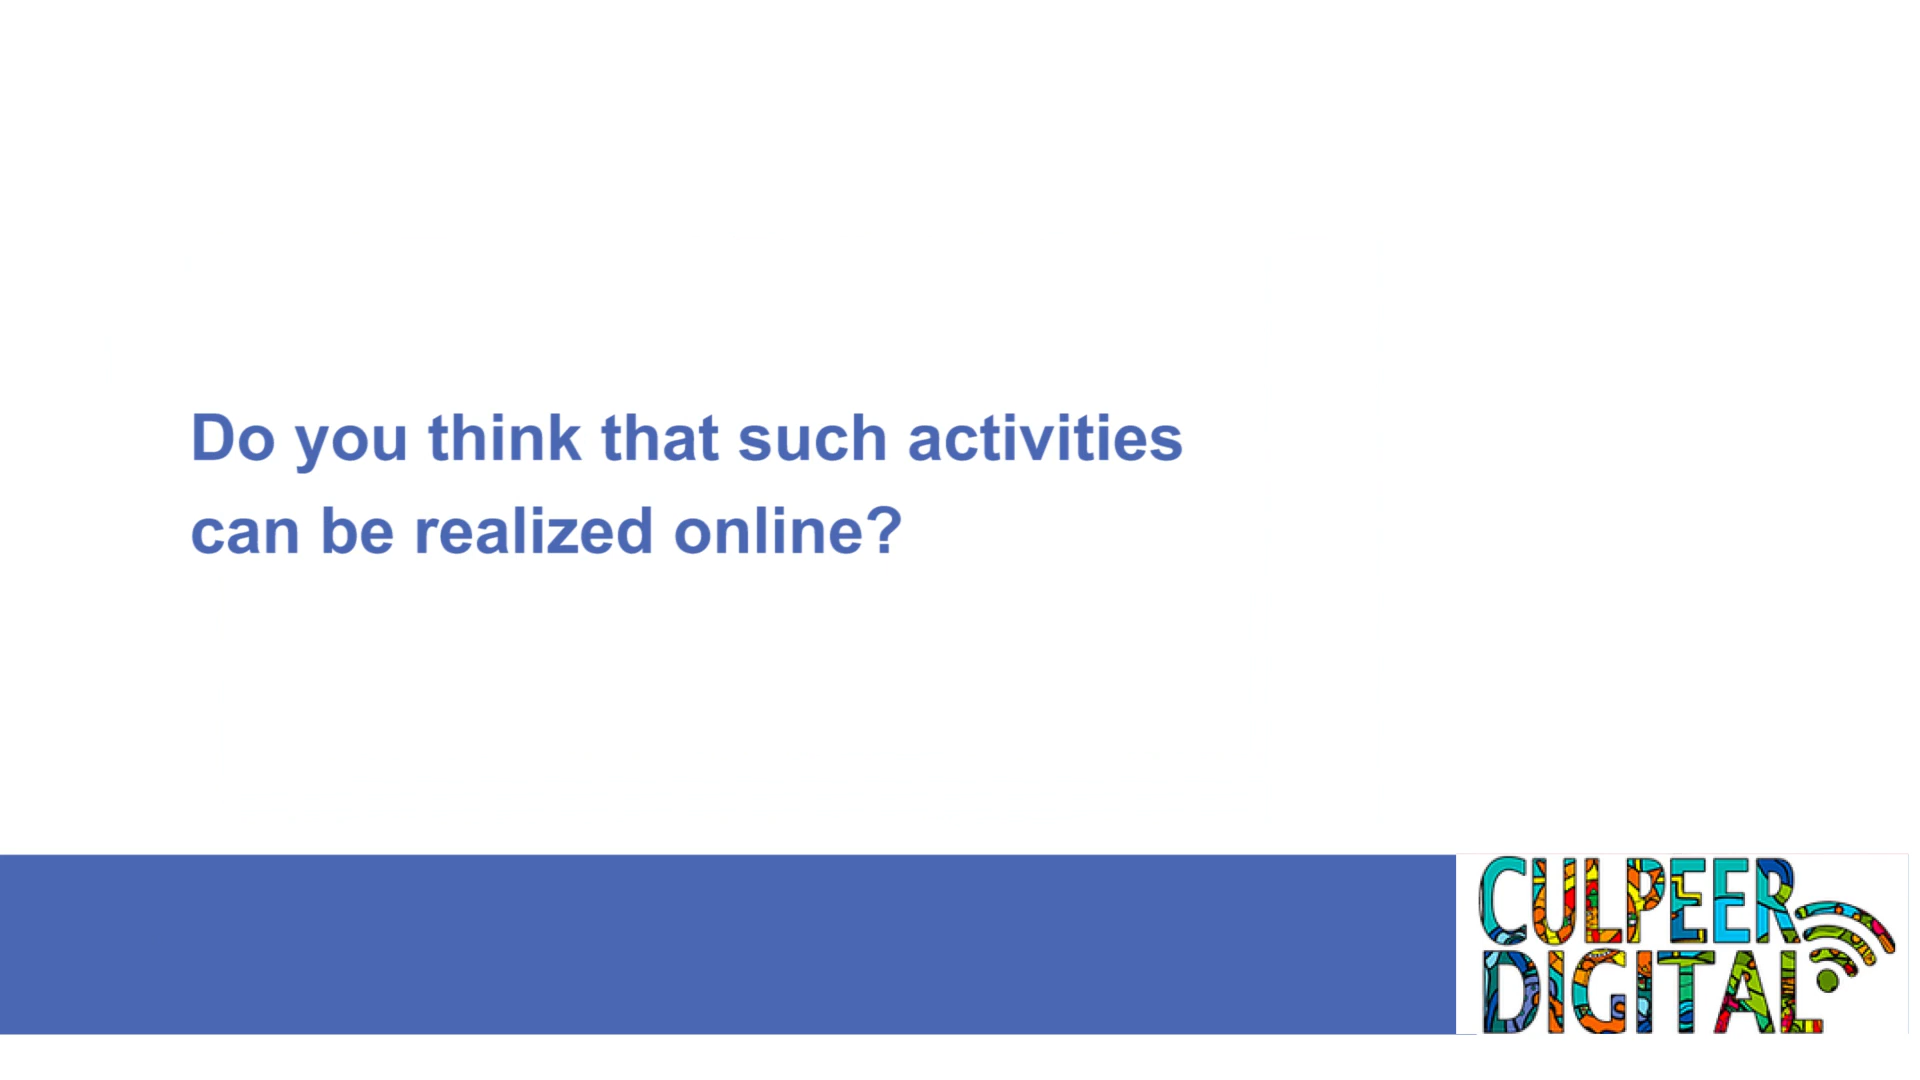 Do you think that such activities
can be realized online?
CULPEER
DIGITAL